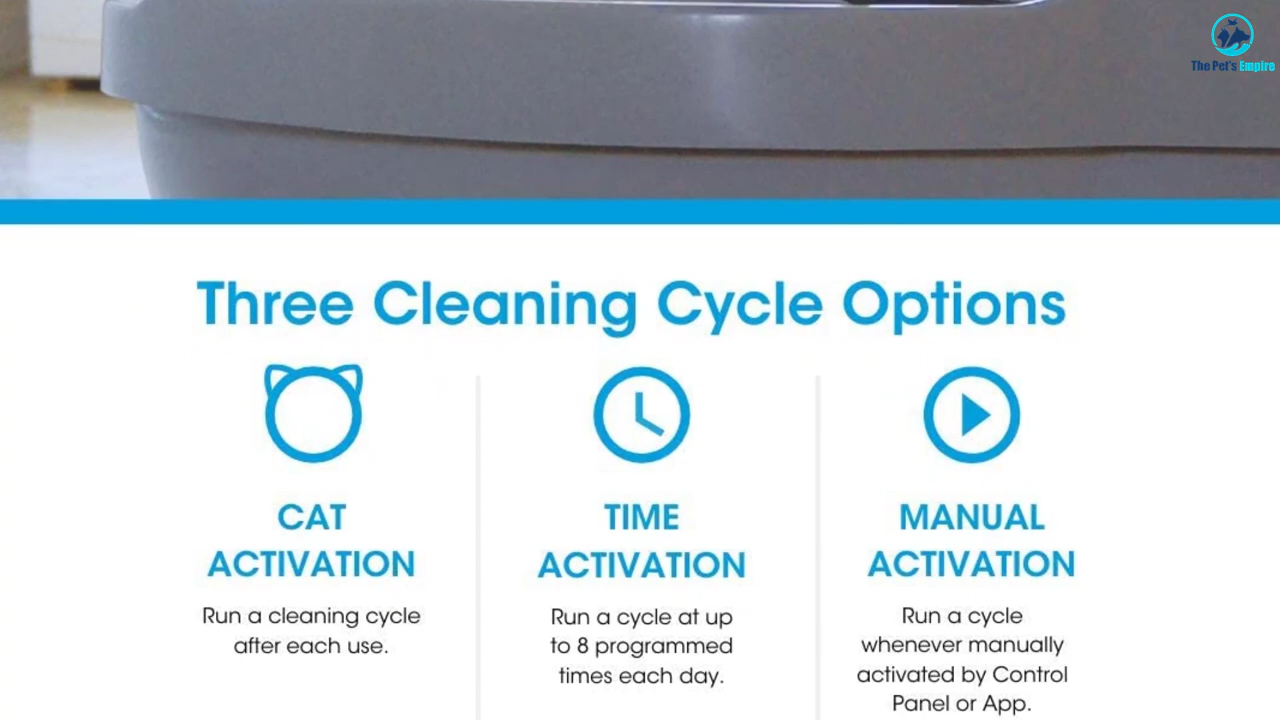 The Pet's Empire
Three Cleaning Cycle Options
CAT
ACTIVATION
Run a cleaning cycle
after each use.
TIME
ACTIVATION
Run a cycle at up
to 8 programmed
times each day.
MANUAL
ACTIVATION
Run a cycle
whenever manually
activated by Control
Panel or App.